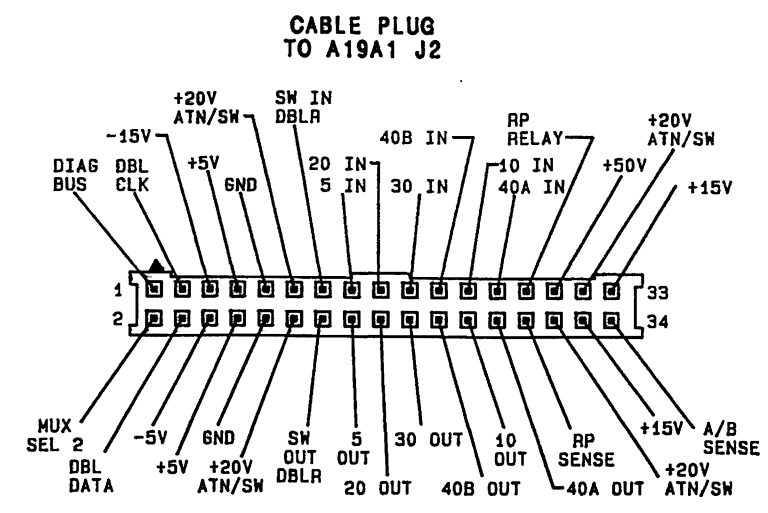 CABLE PLUG
TO A19A1 J2
+20V
ATN/SW
SW IN
DBLR
RP
RELAY
+20V
ATN/SW
-15V
40B IN
DIAG
BUS
DBL
CLK
+5V
GND
20 IN
5 IN
30 IN
10 IN
40A IN
+50V
+15V
1
33
2
34
MUX
SEL 2
DBL
DATA
-5V
+5V
GND
+20V
ATN/SW
SW
OUT
DBLR
5
OUT
20 OUT
30 OUT
40B OUT
10
OUT
40A OUT
RP
SENSE
+15V
+20V
ATN/SW
A/B
SENSE